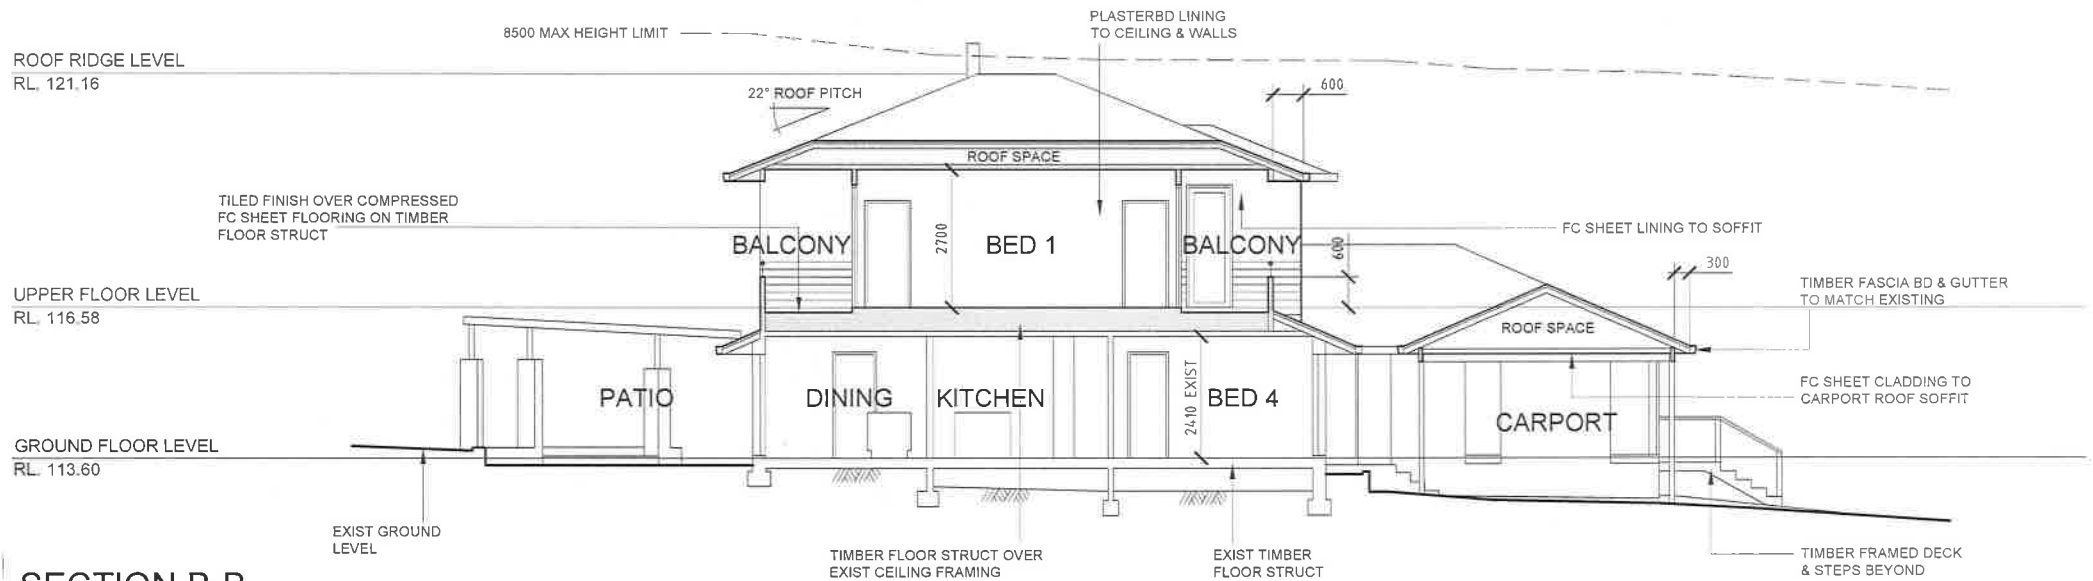 PLASTERBD LINING
TO CEILING & WALLS
8500 MAX HEIGHT LIMIT
ROOF RIDGE LEVEL
RL. 121.16
22° ROOF PITCH
600
ROOF SPACE
TILED FINISH OVER COMPRESSED
FC SHEET FLOORING ON TIMBER
FLOOR STRUCT
FC SHEET LINING TO SOFFIT
BALCONY
2700
BED 1
BALCONY
600
300
TIMBER FASCIA BD & GUTTER
TO MATCH EXISTING
UPPER FLOOR LEVEL
RL. 116.58
ROOF SPACE
PATIO
DINING
KITCHEN
2410 EXIST
BED 4
FC SHEET CLADDING TO
CARPORT ROOF SOFFIT
CARPORT
GROUND FLOOR LEVEL
RL. 113.60
EXIST GROUND
LEVEL
TIMBER FLOOR STRUCT OVER
EXIST CEILING FRAMING
EXIST TIMBER
FLOOR STRUCT
TIMBER FRAMED DECK
& STEPS BEYOND
SECTION B-B